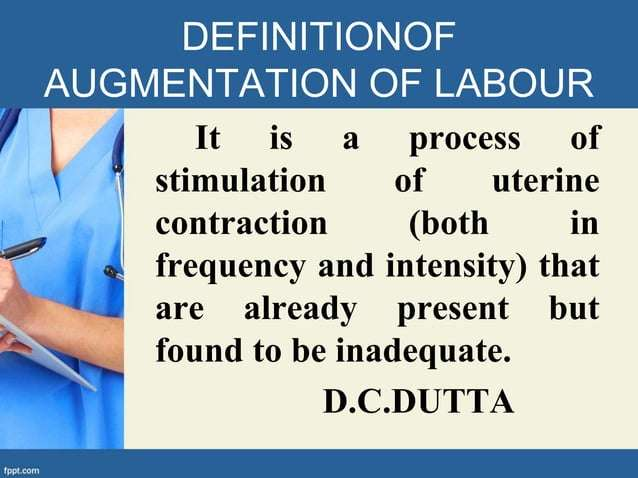 DEFINITIONOF
AUGMENTATION OF LABOUR
It is a process of
stimulation of uterine
contraction (both in
frequency and intensity) that
are already present but
found to be inadequate.
D.C.DUTTA
fppt.com